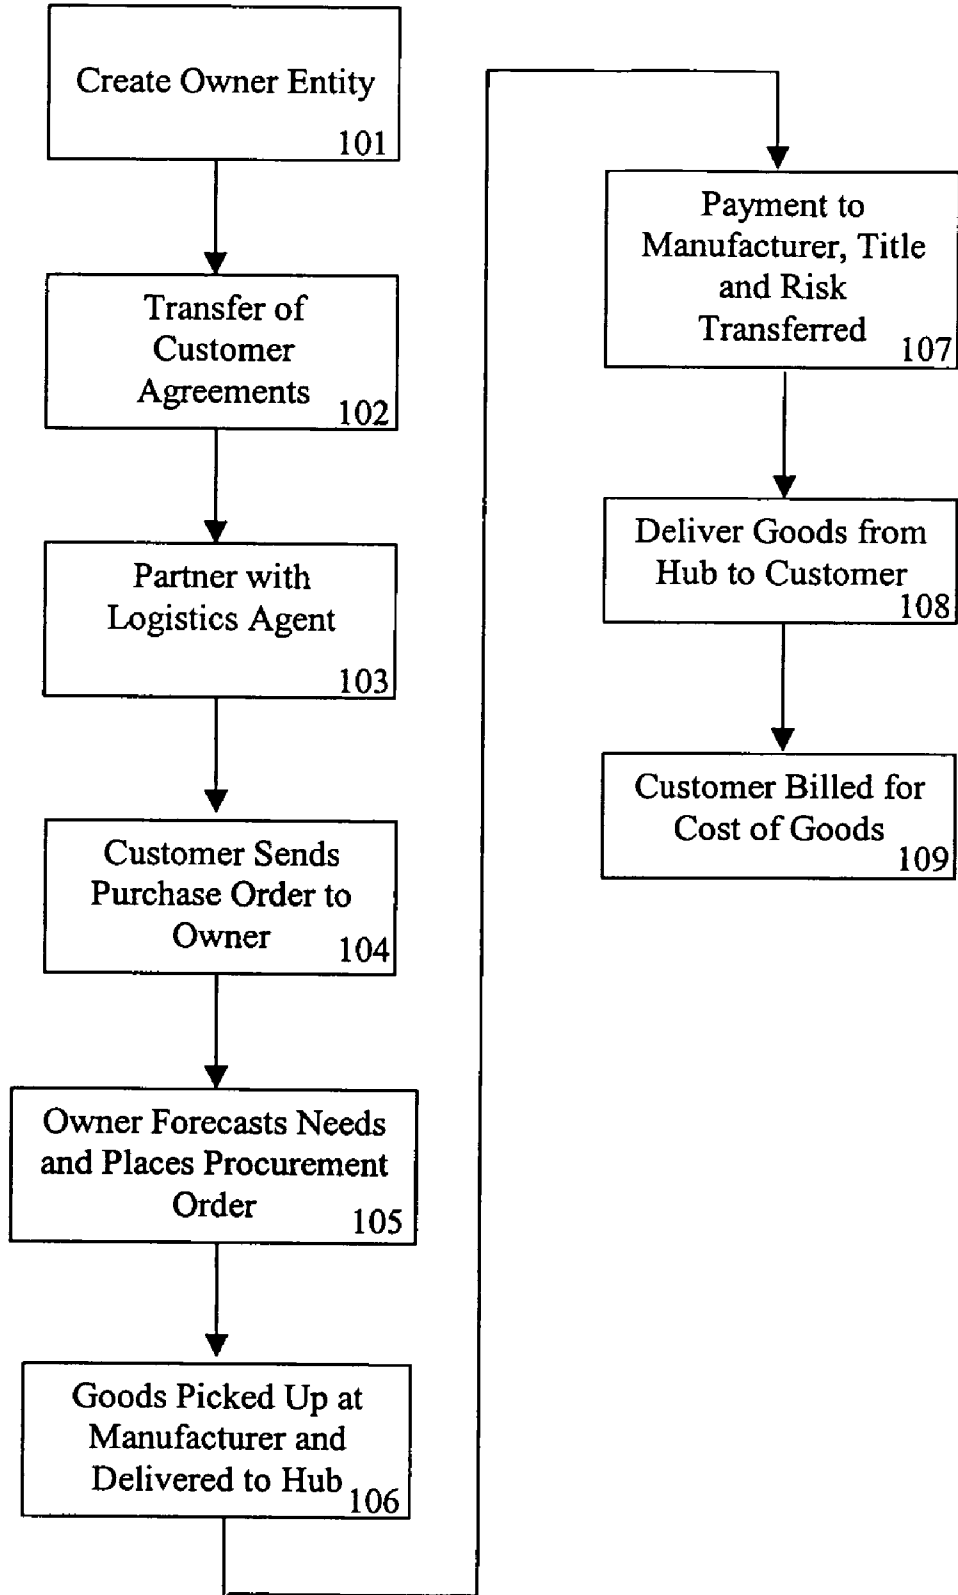 Create Owner Entity
101
Transfer of
Customer
Agreements
102
Partner with
Logistics Agent
103
Customer Sends
Purchase Order to
Owner
104
Owner Forecasts Needs
and Places Procurement
Order
105
Goods Picked Up at
Manufacturer and
Delivered to Hub
106
Payment to
Manufacturer, Title
and Risk
Transferred
107
Deliver Goods from
Hub to Customer
108
Customer Billed for
Cost of Goods
109